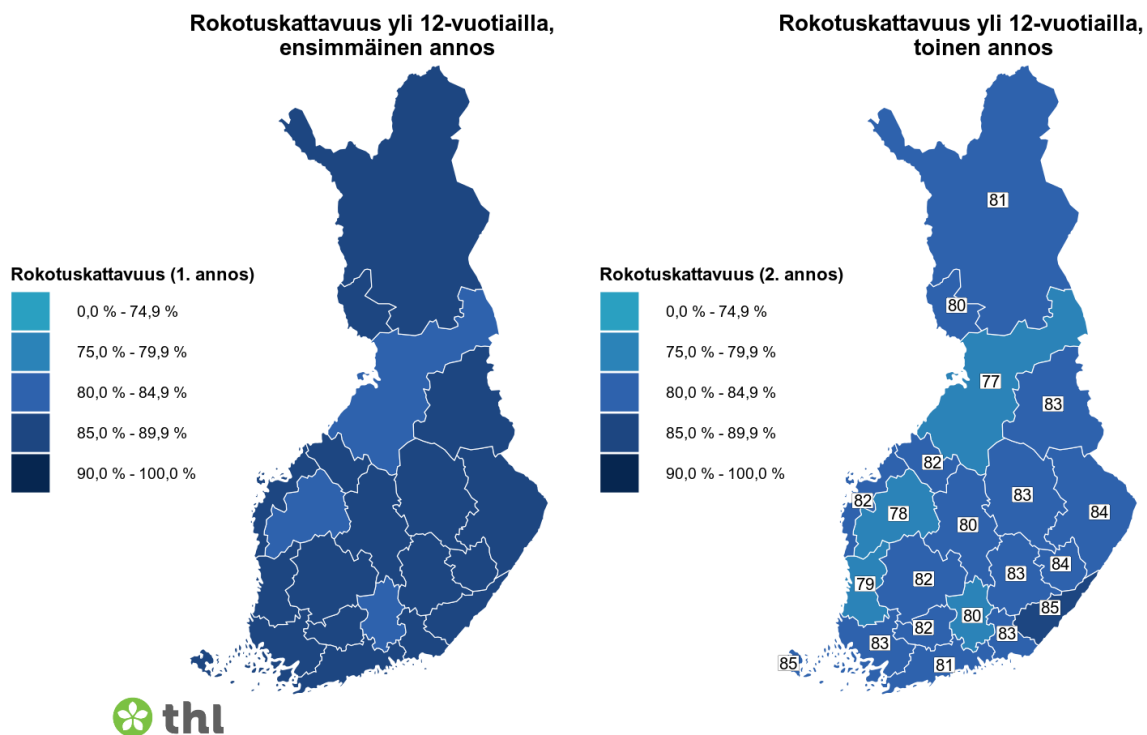 Rokotuskattavuus yli 12-vuotiailla,
ensimmäinen annos
Rokotuskattavuus (1. annos)
0,0 % - 74,9 %
75,0 % - 79,9 %
80,0 % - 84,9 %
85,0 % - 89,9 %
90,0 % - 100,0 %
thl
Rokotuskattavuus yli 12-vuotiailla,
toinen annos
Rokotuskattavuus (2. annos)
0,0 % - 74,9 %
75,0 % - 79,9 %
80,0 % - 84,9 %
85,0 % - 89,9 %
90,0 % - 100,0 %
81
80
77
83
82
82
78
80
83
84
79
82
83
84
85
80
83
82
83
81
85